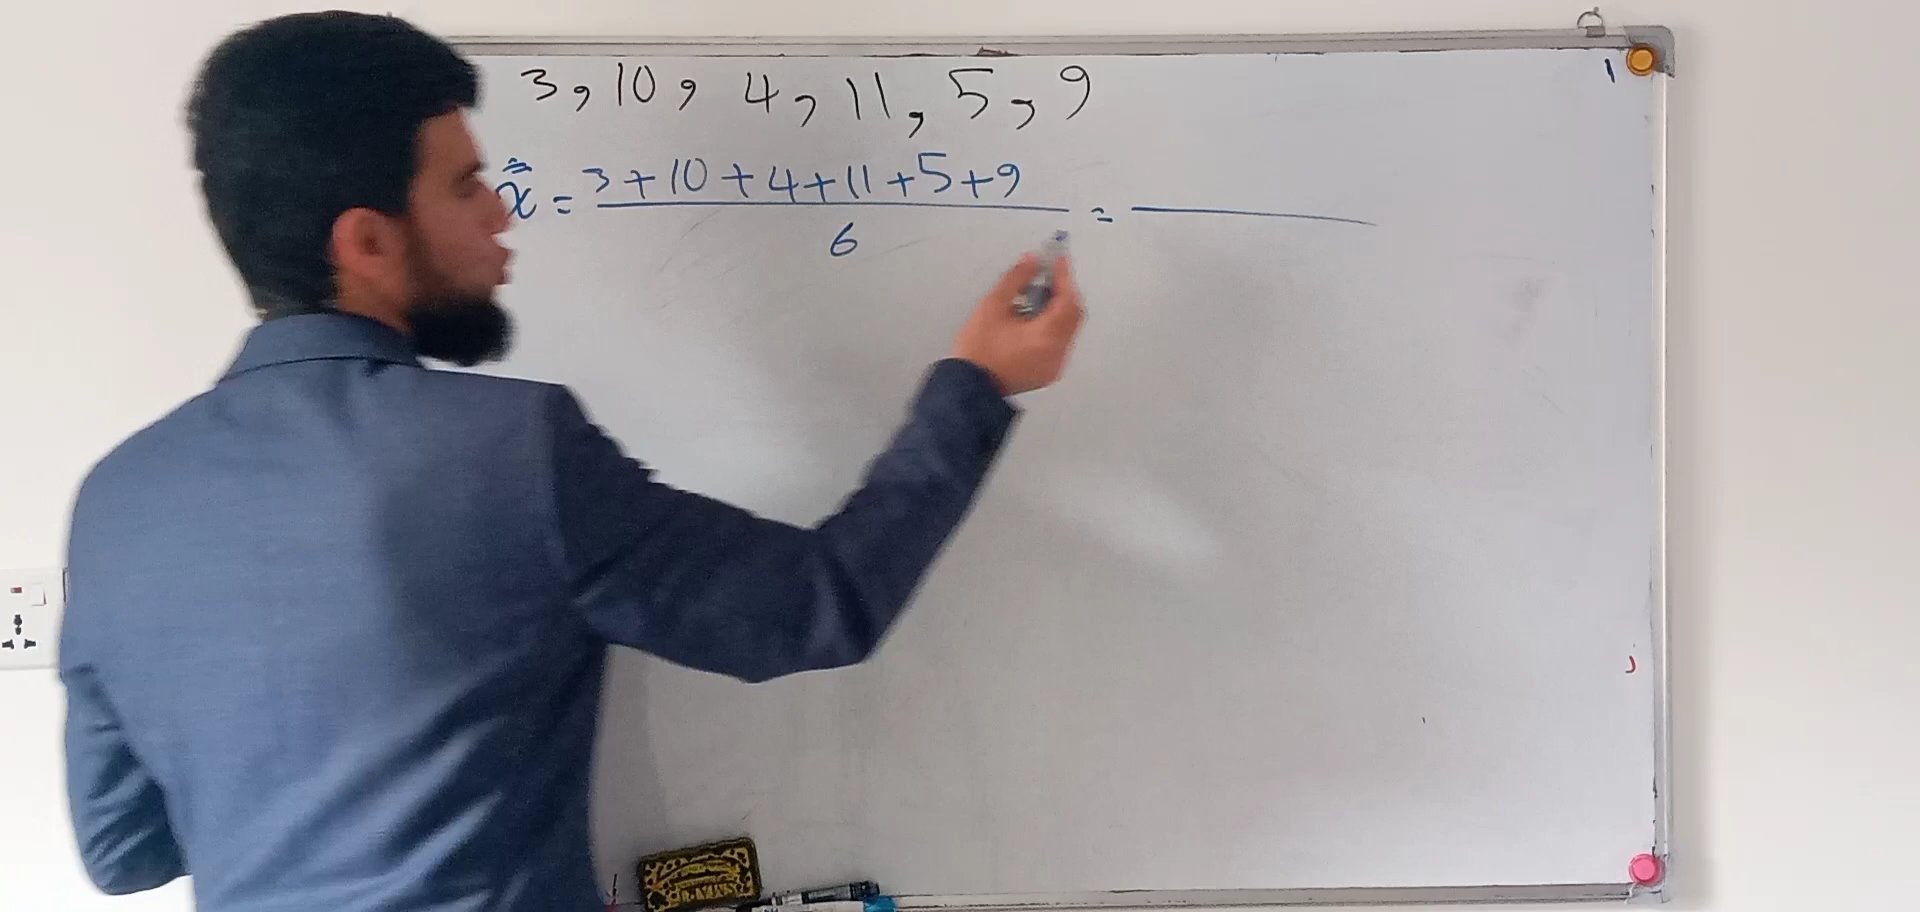 3, 10, 4, 11, 5, 9
x̄ = 3+10+4+11+5+9 / 6 =